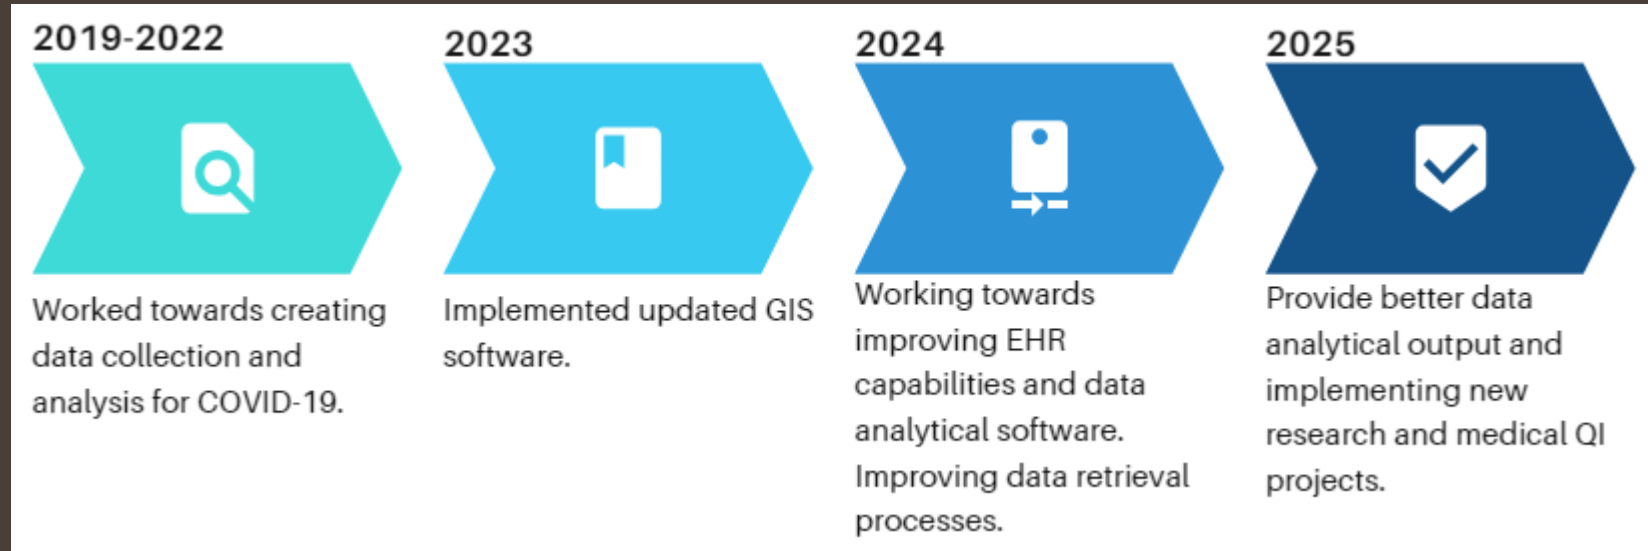 2019-2022
Worked towards creating
data collection and
analysis for COVID-19.
2023
Implemented updated GIS
software.
2024
Working towards
improving EHR
capabilities and data
analytical software.
Improving data retrieval
processes.
2025
Provide better data
analytical output and
implementing new
research and medical QI
projects.